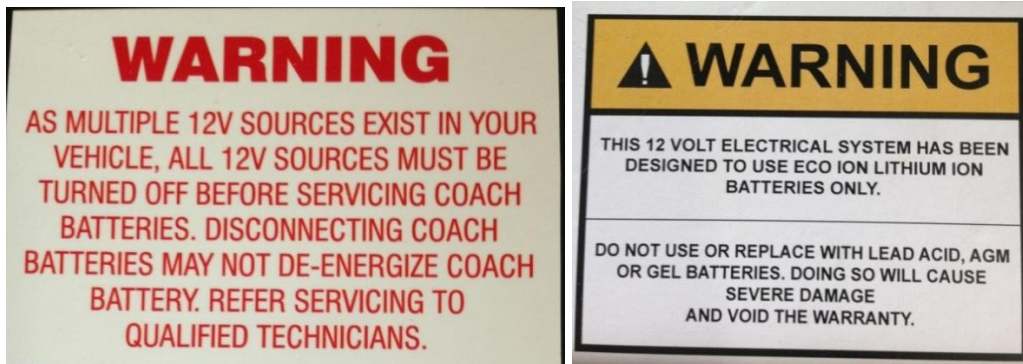 WARNING
AS MULTIPLE 12V SOURCES EXIST IN YOUR
VEHICLE, ALL 12V SOURCES MUST BE
TURNED OFF BEFORE SERVICING COACH
BATTERIES. DISCONNECTING COACH
BATTERIES MAY NOT DE-ENERGIZE COACH
BATTERY. REFER SERVICING TO
QUALIFIED TECHNICIANS.
WARNING
THIS 12 VOLT ELECTRICAL SYSTEM HAS BEEN
DESIGNED TO USE ECO ION LITHIUM ION
BATTERIES ONLY.
DO NOT USE OR REPLACE WITH LEAD ACID, AGM
OR GEL BATTERIES. DOING SO WILL CAUSE
SEVERE DAMAGE
AND VOID THE WARRANTY.